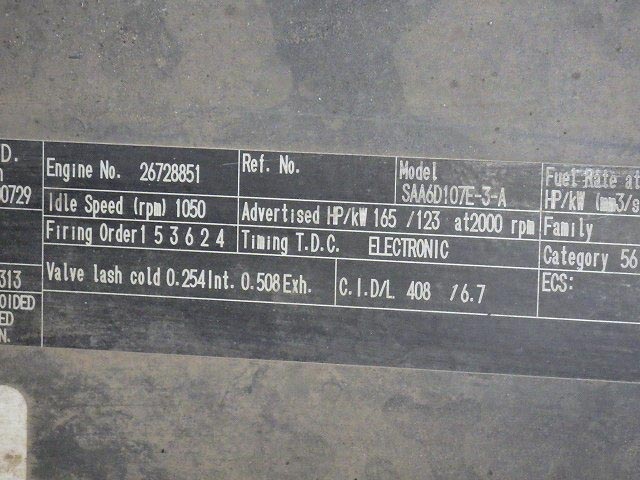 D.
Engine No. 26728851
Ref. No.
Model
SAA6D107E-3-A
Fuel Rate at
HP/kW (mm3/s
0729
Idle Speed (rpm) 1050
Advertised HP/kW 165 /123 at2000 rpm
Family
Firing Order 1 5 3 6 2 4
Timing T.D.C. ELECTRONIC
Category 56
313
Valve lash cold 0.254Int. 0.508Exh.
C.I.D/L 408 /6.7
ECS:
OIDED
ED
N.